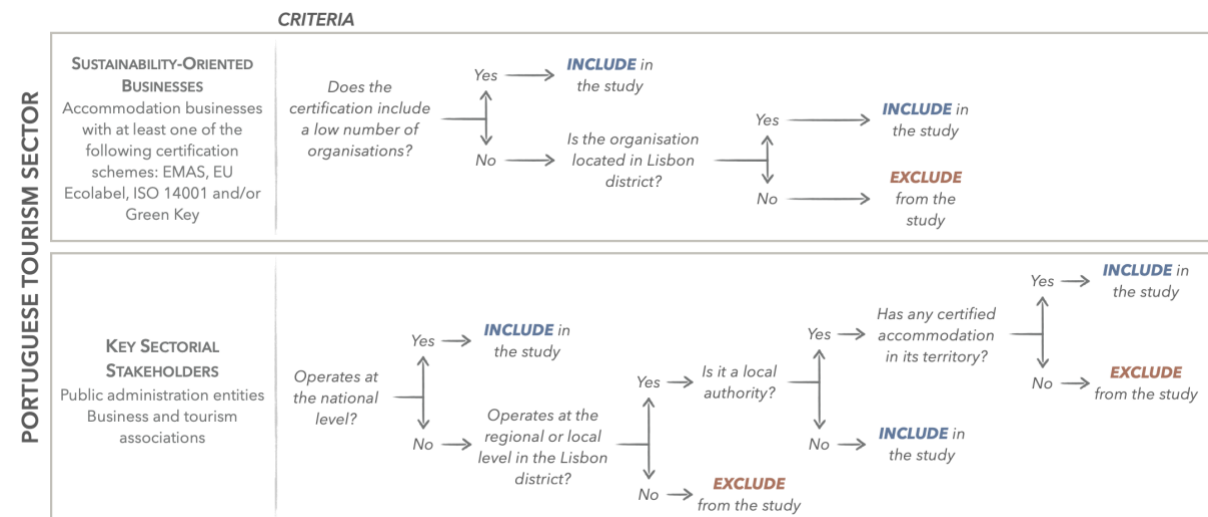 CRITERIA
PORTUGUESE TOURISM SECTOR
SUSTAINABILITY-ORIENTED
BUSINESSES
Accommodation businesses
with at least one of the
following certification
schemes: EMAS, EU
Ecolabel, ISO 14001 and/or
Green Key
Does the
certification include
a low number of
organisations?
Yes
INCLUDE in
the study
No
Is the organisation
located in Lisbon
district?
Yes
INCLUDE in
the study
No
EXCLUDE
from the
study
KEY SECTORIAL
STAKEHOLDERS
Public administration entities
Business and tourism
associations
Operates at
the national
level?
Yes
INCLUDE in
the study
No
Operates at the
regional or local
level in the Lisbon
district?
Yes
Is it a local
authority?
Yes
Has any certified
accommodation
in its territory?
Yes
INCLUDE in
the study
No
EXCLUDE
from the study
No
INCLUDE in
the study
No
EXCLUDE
from the study